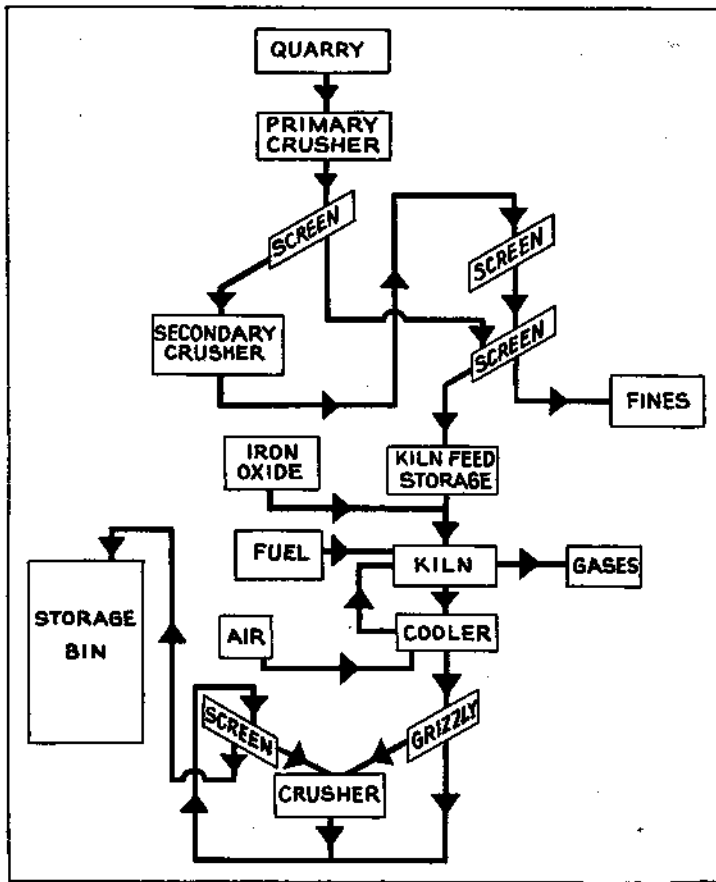 QUARRY
PRIMARY
CRUSHER
SCREEN
SCREEN
SECONDARY
CRUSHER
SCREEN
FINES
IRON
OXIDE
KILN FEED
STORAGE
FUEL
KILN
GASES
STORAGE
BIN
AIR
COOLER
SCREEN
GRIZZLY
CRUSHER